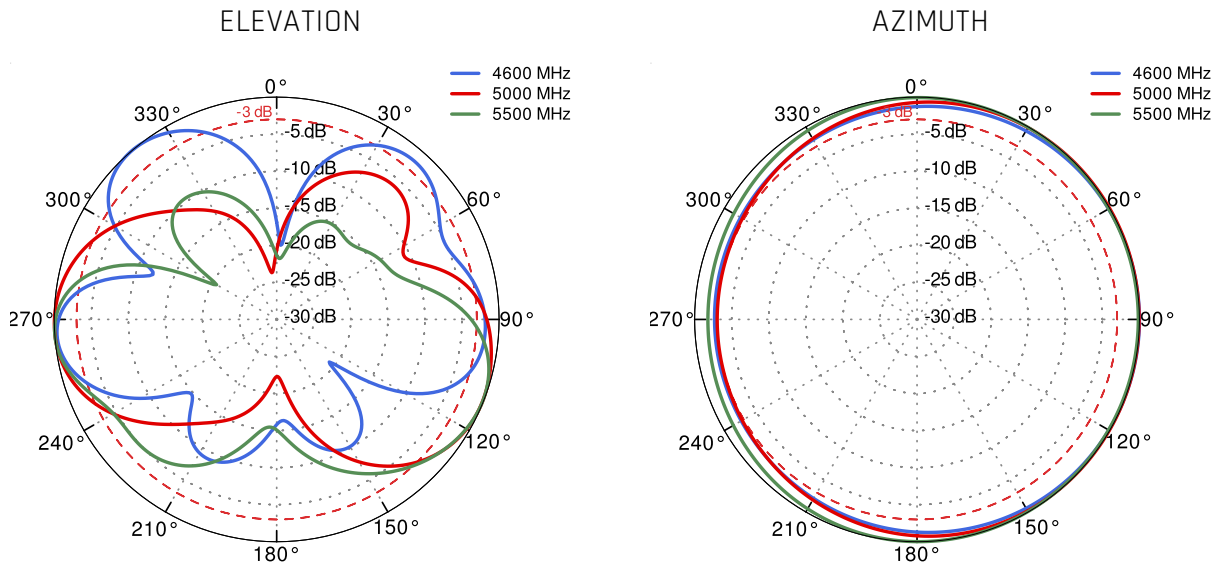 ELEVATION
4600 MHz
5000 MHz
5500 MHz
0°
30°
60°
90°
120°
150°
180°
210°
240°
270°
300°
330°
-3 dB
-5 dB
-10 dB
-15 dB
-20 dB
-25 dB
-30 dB
AZIMUTH
4600 MHz
5000 MHz
5500 MHz
0°
30°
60°
90°
120°
150°
180°
210°
240°
270°
300°
330°
-3 dB
-5 dB
-10 dB
-15 dB
-20 dB
-25 dB
-30 dB